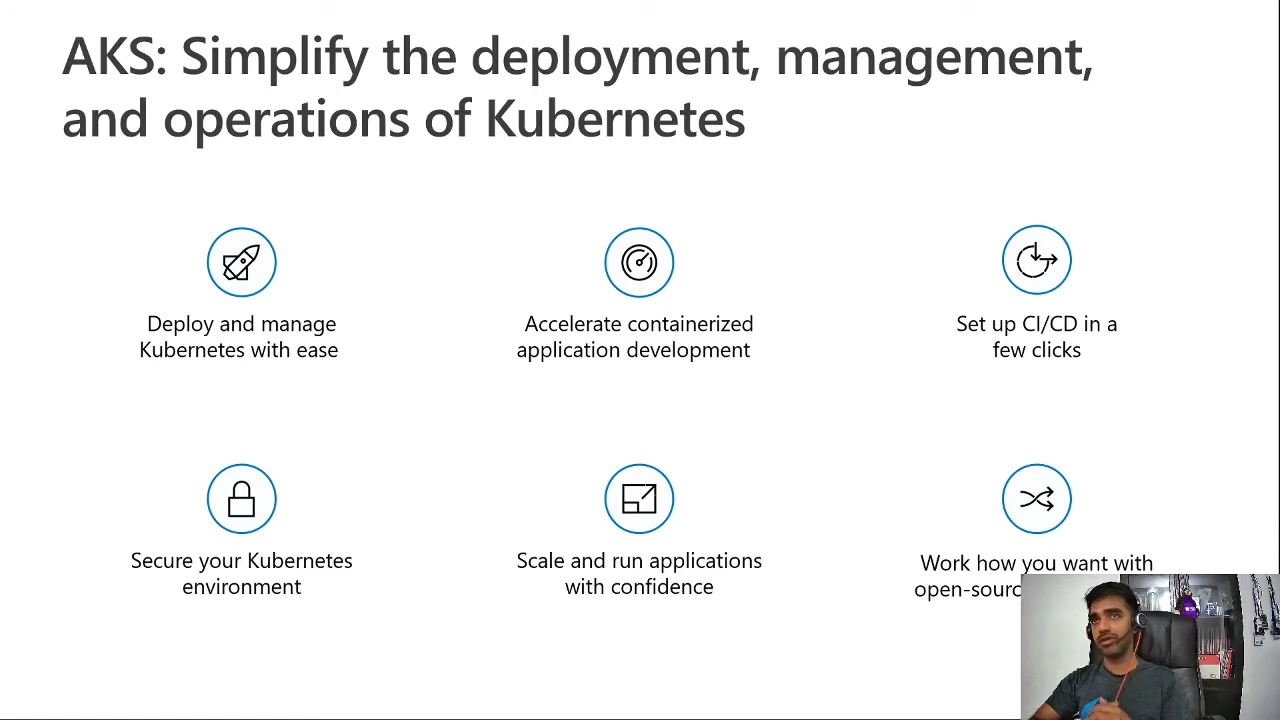 AKS: Simplify the deployment, management,
and operations of Kubernetes
Deploy and manage
Kubernetes with ease
Accelerate containerized
application development
Set up CI/CD in a
few clicks
Secure your Kubernetes
environment
Scale and run applications
with confidence
Work how you want with